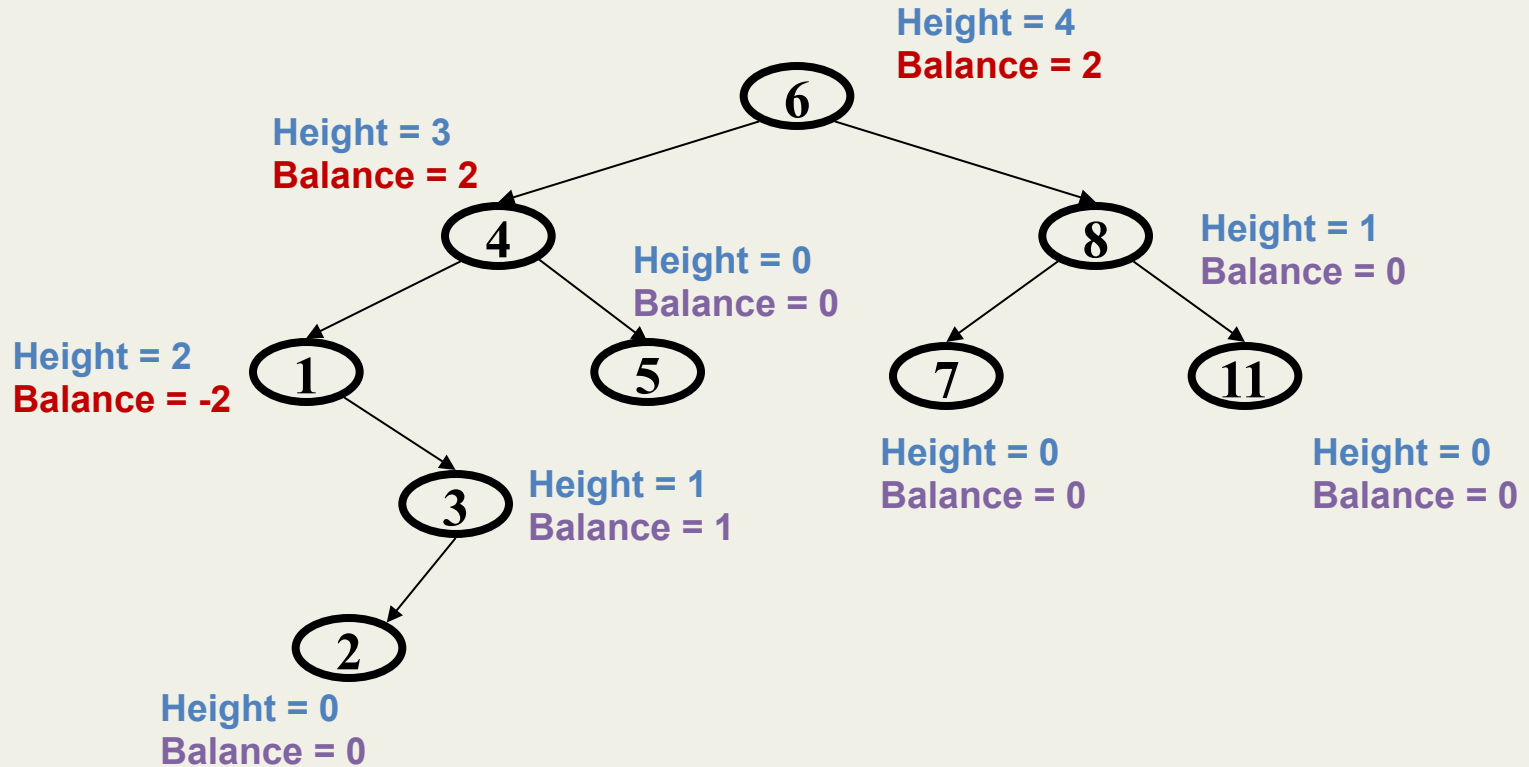 Height = 4
Balance = 2
6
Height = 3
Balance = 2
4
8
Height = 1
Balance = 0
Height = 0
Balance = 0
Height = 2
Balance = -2
1
5
7
11
Height = 0
Balance = 0
Height = 0
Balance = 0
3
Height = 1
Balance = 1
2
Height = 0
Balance = 0